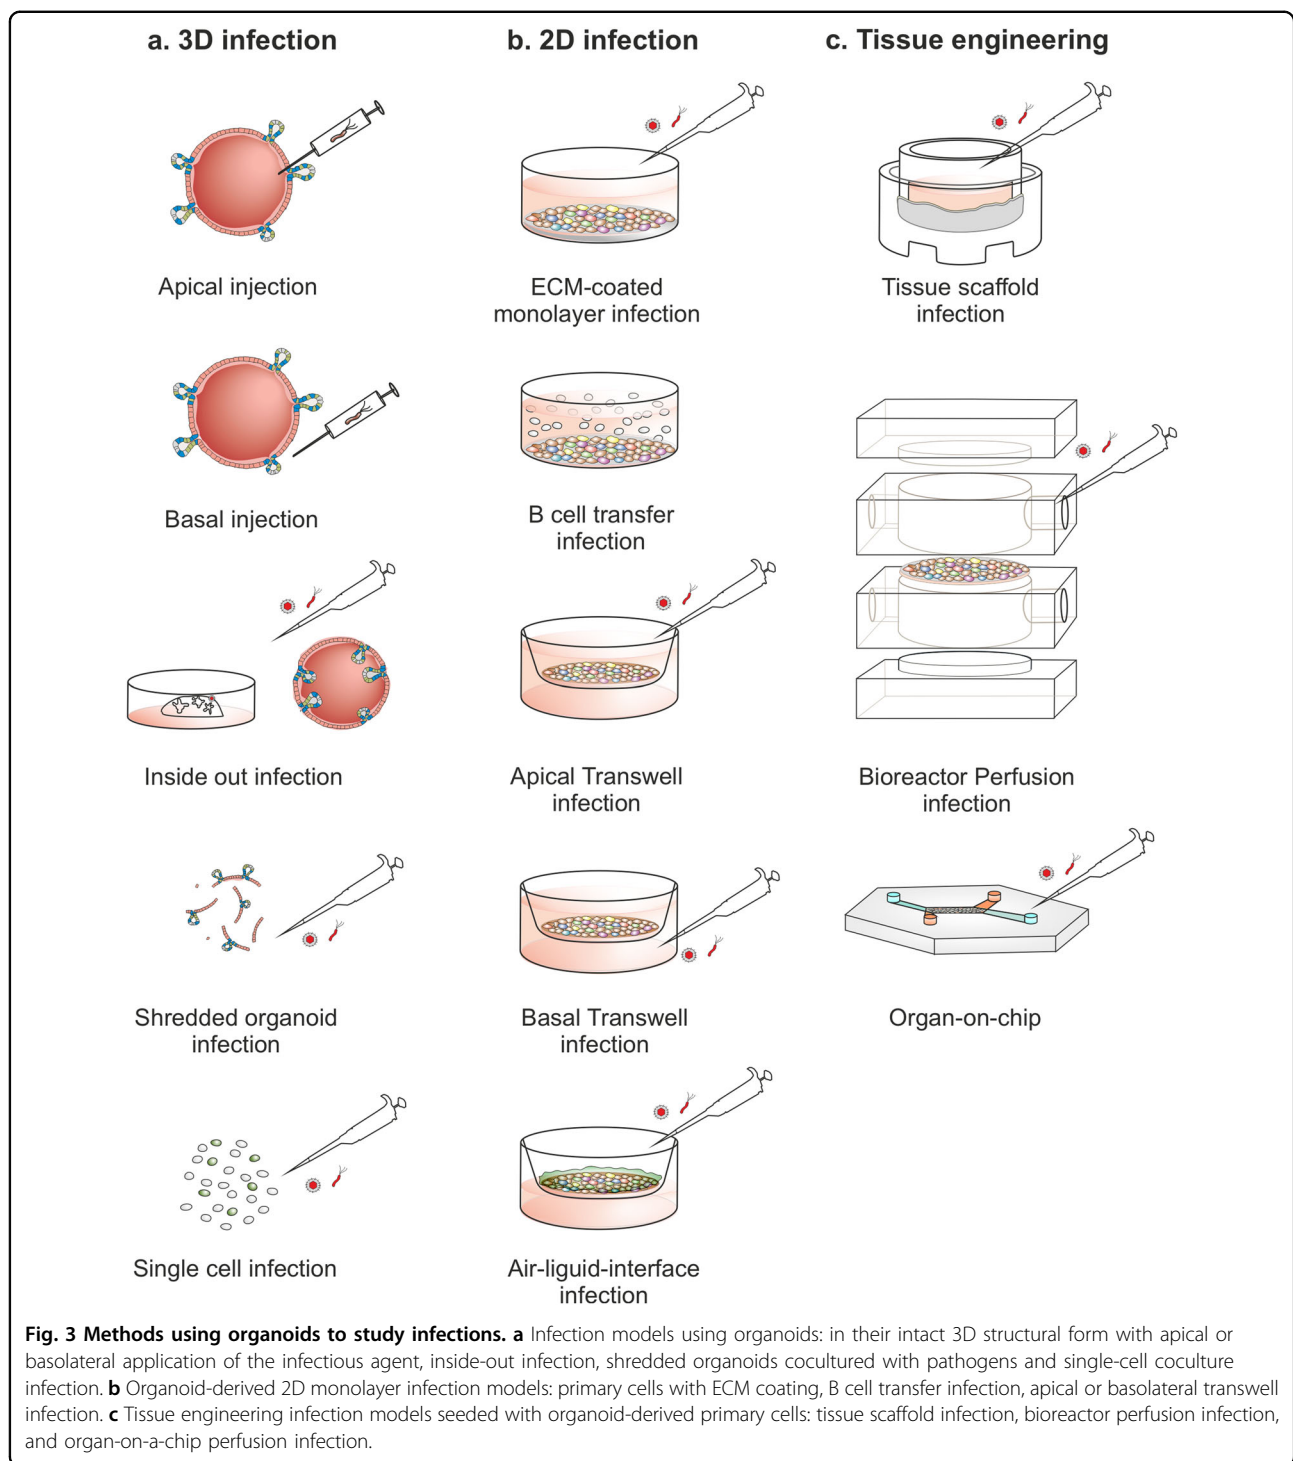 a. 3D infection
Apical injection
Basal injection
Inside out infection
Shredded organoid
infection
Single cell infection
b. 2D infection
ECM-coated
monolayer infection
B cell transfer
infection
Apical Transwell
infection
Basal Transwell
infection
Air-liguid-interface
infection
c. Tissue engineering
Tissue scaffold
infection
Bioreactor Perfusion
infection
Organ-on-chip
Fig. 3 Methods using organoids to study infections. a Infection models using organoids: in their intact 3D structural form with apical or
basolateral application of the infectious agent, inside-out infection, shredded organoids cocultured with pathogens and single-cell coculture
infection. b Organoid-derived 2D monolayer infection models: primary cells with ECM coating, B cell transfer infection, apical or basolateral transwell
infection. c Tissue engineering infection models seeded with organoid-derived primary cells: tissue scaffold infection, bioreactor perfusion infection,
and organ-on-a-chip perfusion infection.